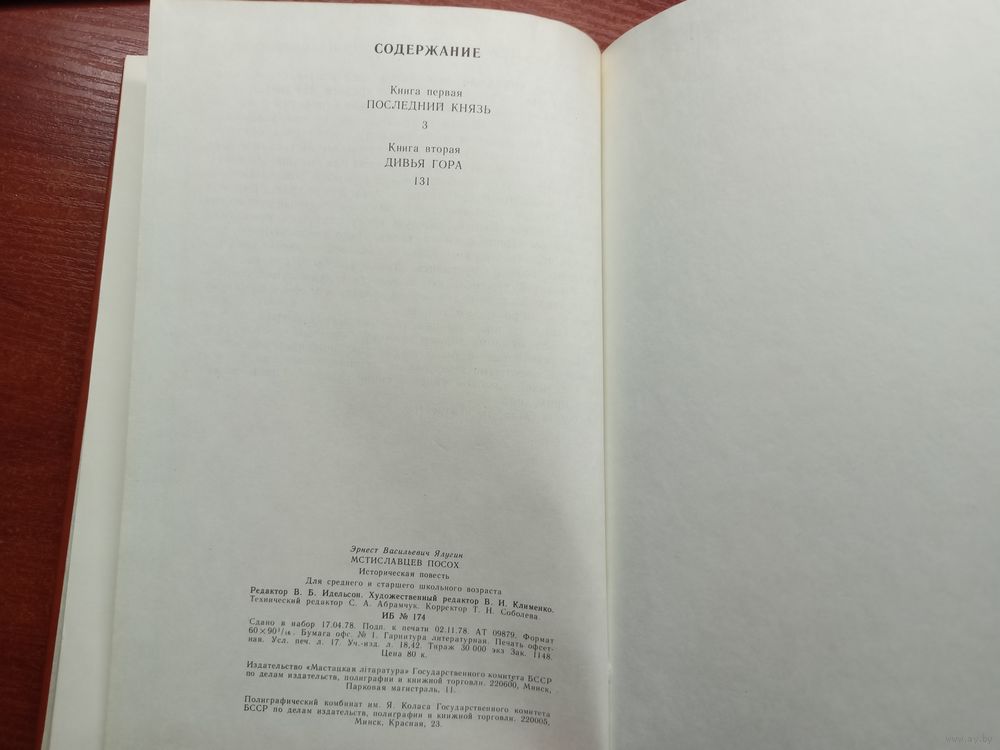 СОДЕРЖАНИЕ
Книга первая
ПОСЛЕДНИЙ КНЯЗЬ
3
Книга вторая
ДИВЬЯ ГОРА
131
Эрнест Васильевич Ялугин
МСТИСЛАВЦЕВ ПОСОХ
Историческая повесть
Для среднего и старшего школьного возраста
Редактор В. Б. Идельсон. Художественный редактор В. И. Клименко.
Технический редактор С. А. Абрамчук. Корректор Т. Н. Соболева.
ИБ № 174
Сдано в набор 17.04.78. Подп. к печати 02.11.78. АТ 09879. Формат
60×90¹/₁₆. Бумага офс. № 1. Гарнитура литературная. Печать офсет-
ная. Усл. печ. л. 17. Уч.-изд. л. 18,42. Тираж 30 000 экз Зак. 1148.
Цена 80 к.
Издательство «Мастацкая літаратура» Государственного комитета БССР
по делам издательств, полиграфии и книжной торговли. 220600, Минск,
Парковая магистраль, 11.
Полиграфический комбинат им. Я. Коласа Государственного комитета
БССР по делам издательств, полиграфии и книжной торговли. 220005,
Минск, Красная, 23.
www.ay.by